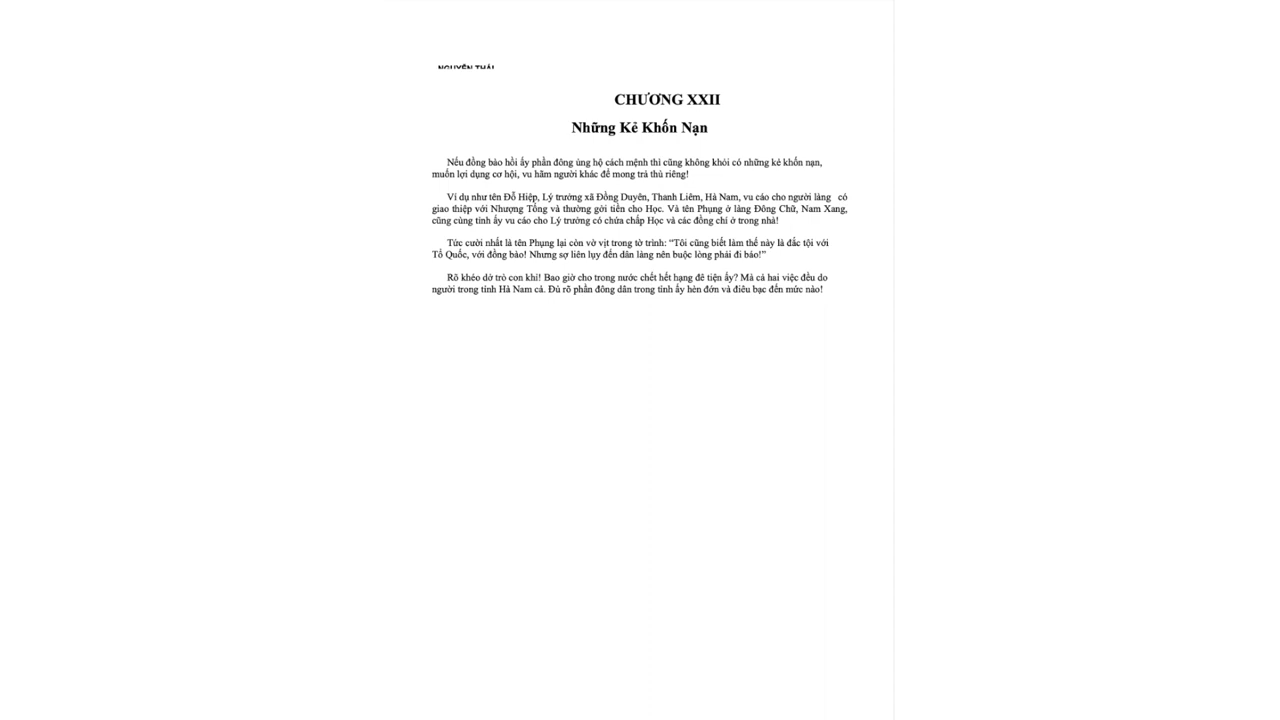 NGUYỄN THÁI
CHƯƠNG XXII
Những Kẻ Khốn Nạn
Nếu đồng bào hồi ấy phần đông ủng hộ cách mệnh thì cũng không khỏi có những kẻ khốn nạn,
muốn lợi dụng cơ hội, vu hãm người khác để mong trả thù riêng!
Ví dụ như tên Đỗ Hiệp, Lý trưởng xã Đồng Duyên, Thanh Liêm, Hà Nam, vu cáo cho người làng có
giao thiệp với Nhượng Tống và thường gởi tiền cho Học. Và tên Phụng ở làng Đông Chữ, Nam Xang,
cũng cùng tỉnh ấy vu cáo cho Lý trưởng có chứa chấp Học và các đồng chí ở trong nhà!
Tức cười nhất là tên Phụng lại còn vờ vịt trong tờ trình: “Tôi cũng biết làm thế này là đắc tội với
Tổ Quốc, với đồng bào! Nhưng sợ liên lụy đến dân làng nên buộc lòng phải đi báo!”
Rõ khéo dở trò con khỉ! Bao giờ cho trong nước chết hết hạng đê tiện ấy? Mà cả hai việc đều do
người trong tỉnh Hà Nam cả. Đủ rõ phần đông dân trong tỉnh ấy hèn đớn và điêu bạc đến mức nào!